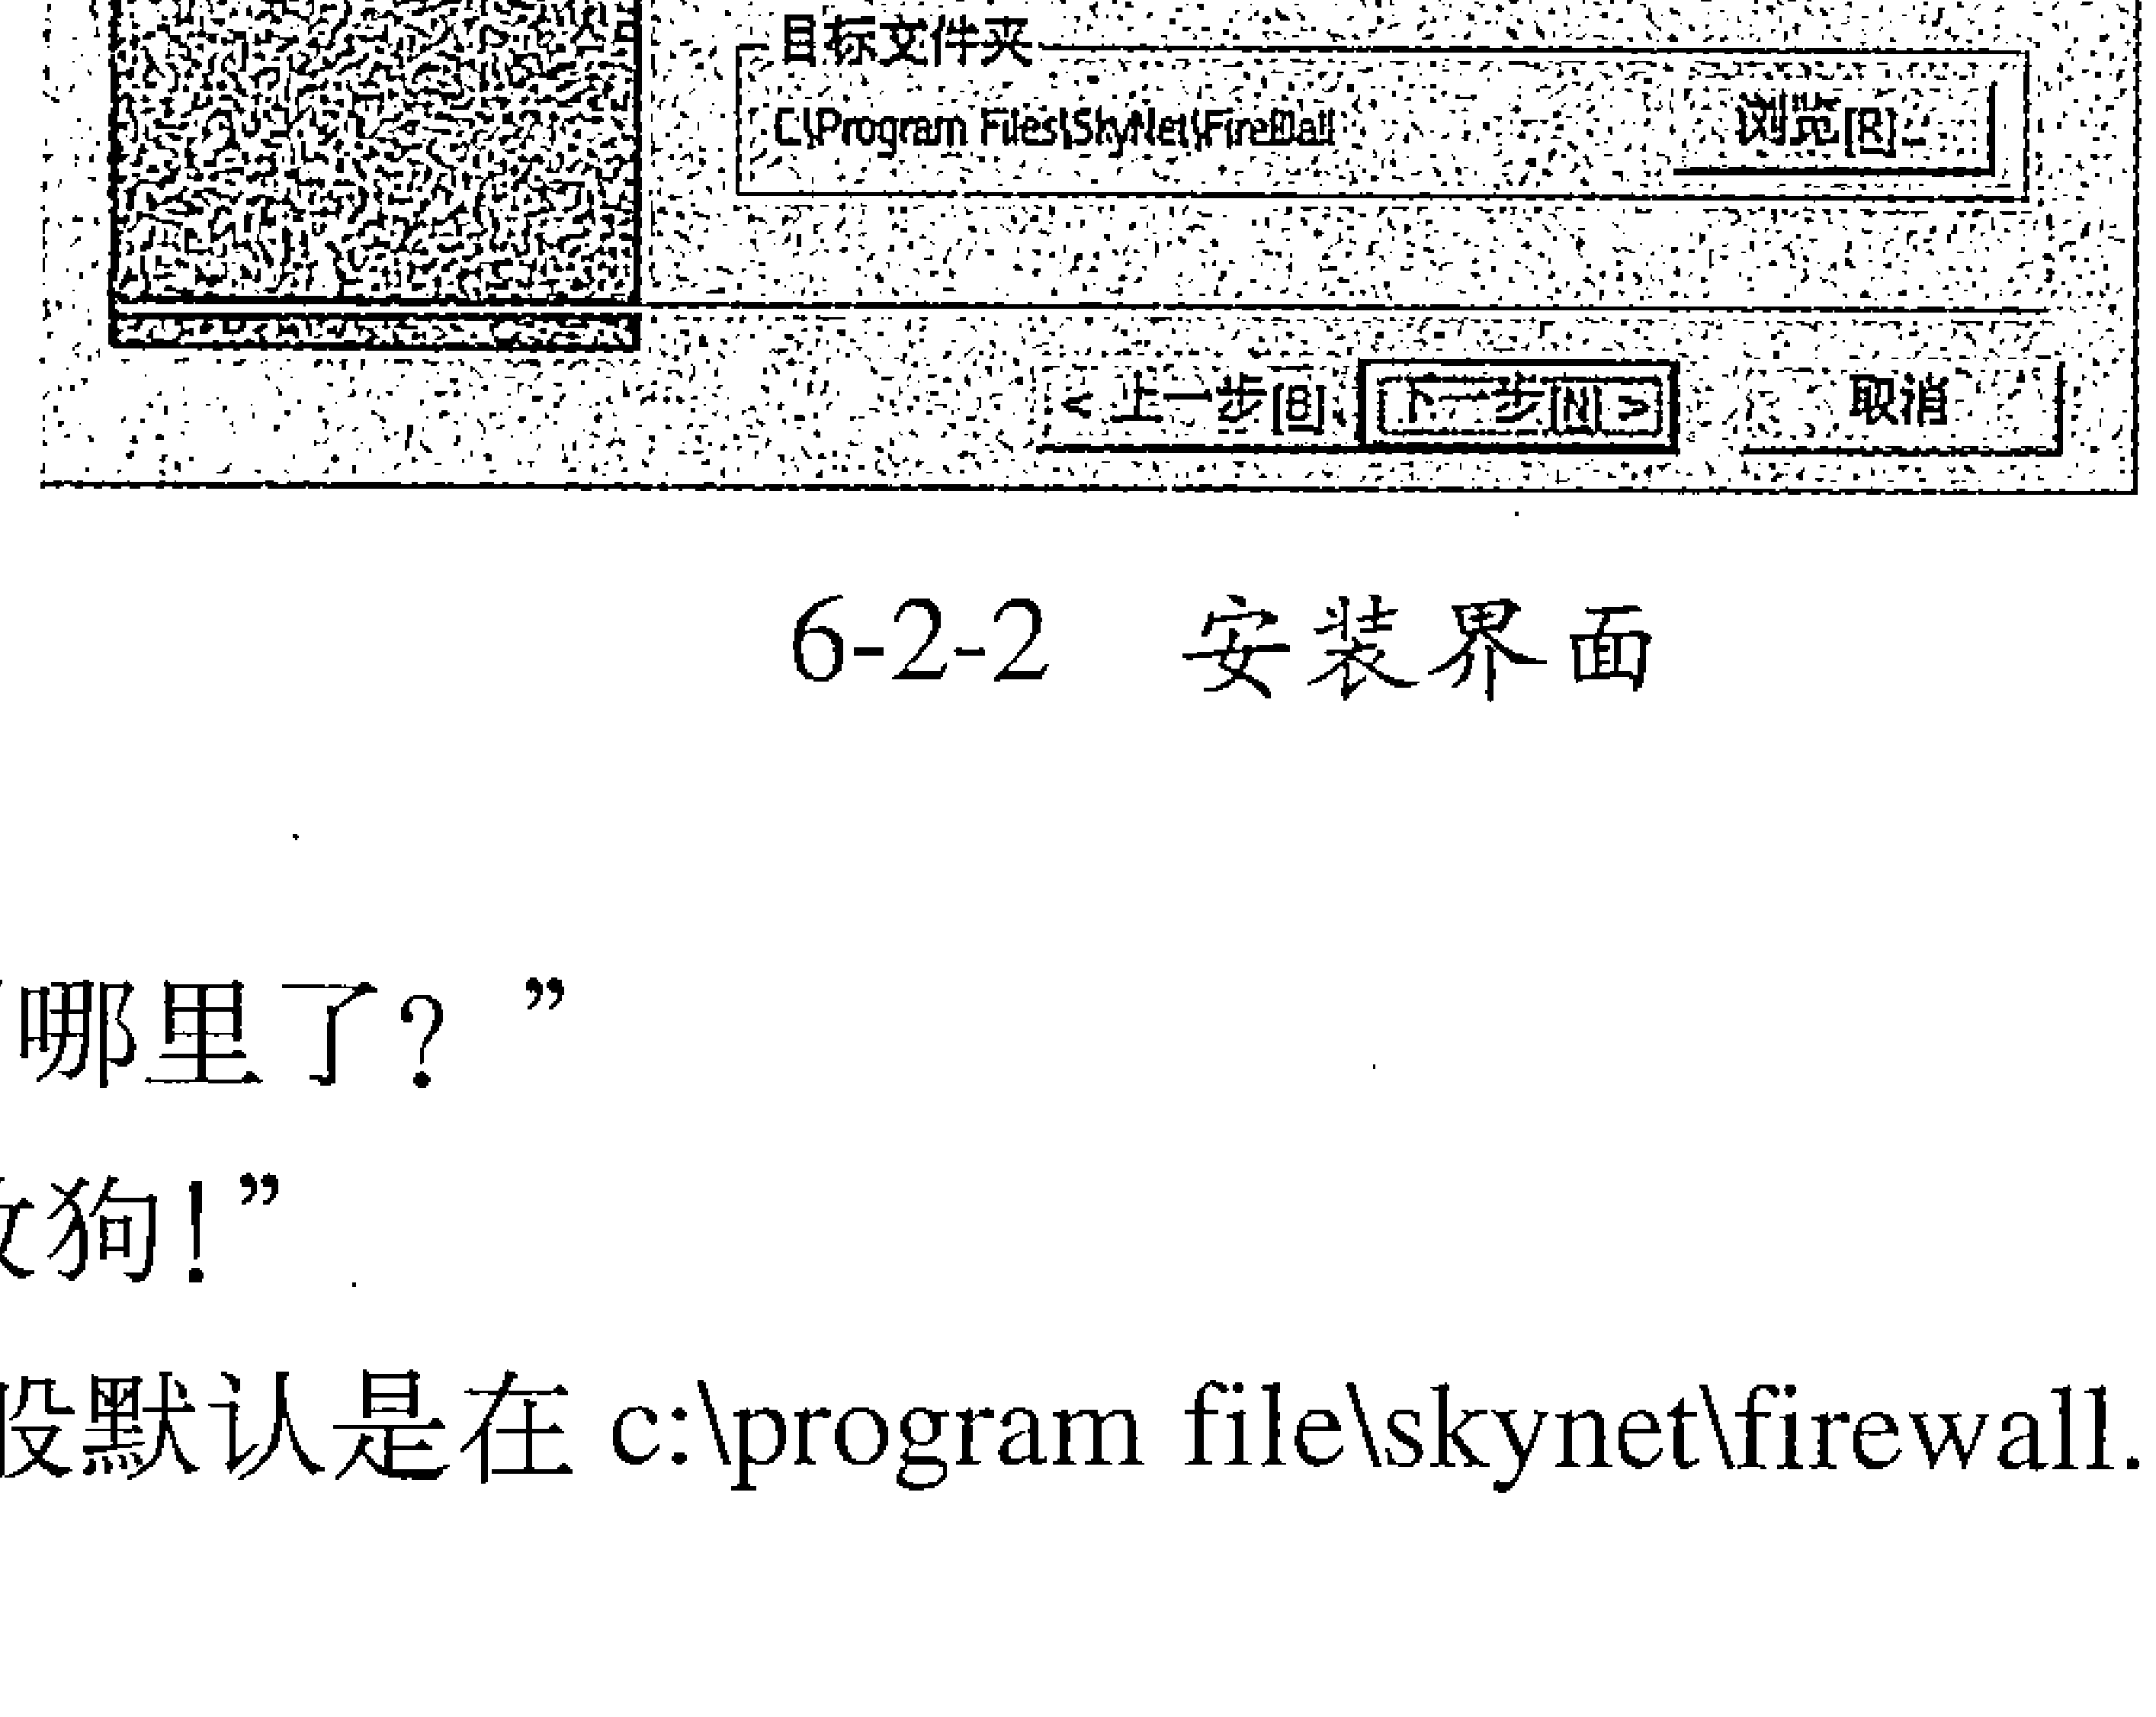 目标文件夹
C:\Program Files\SkyNet\FireWall
浏览[R]
< 上一步[B] 下一步[N] > 取消
6-2-2 安装界面
哪里了？”
狗！”
般默认是在 c:\program file\skynet\firewall.